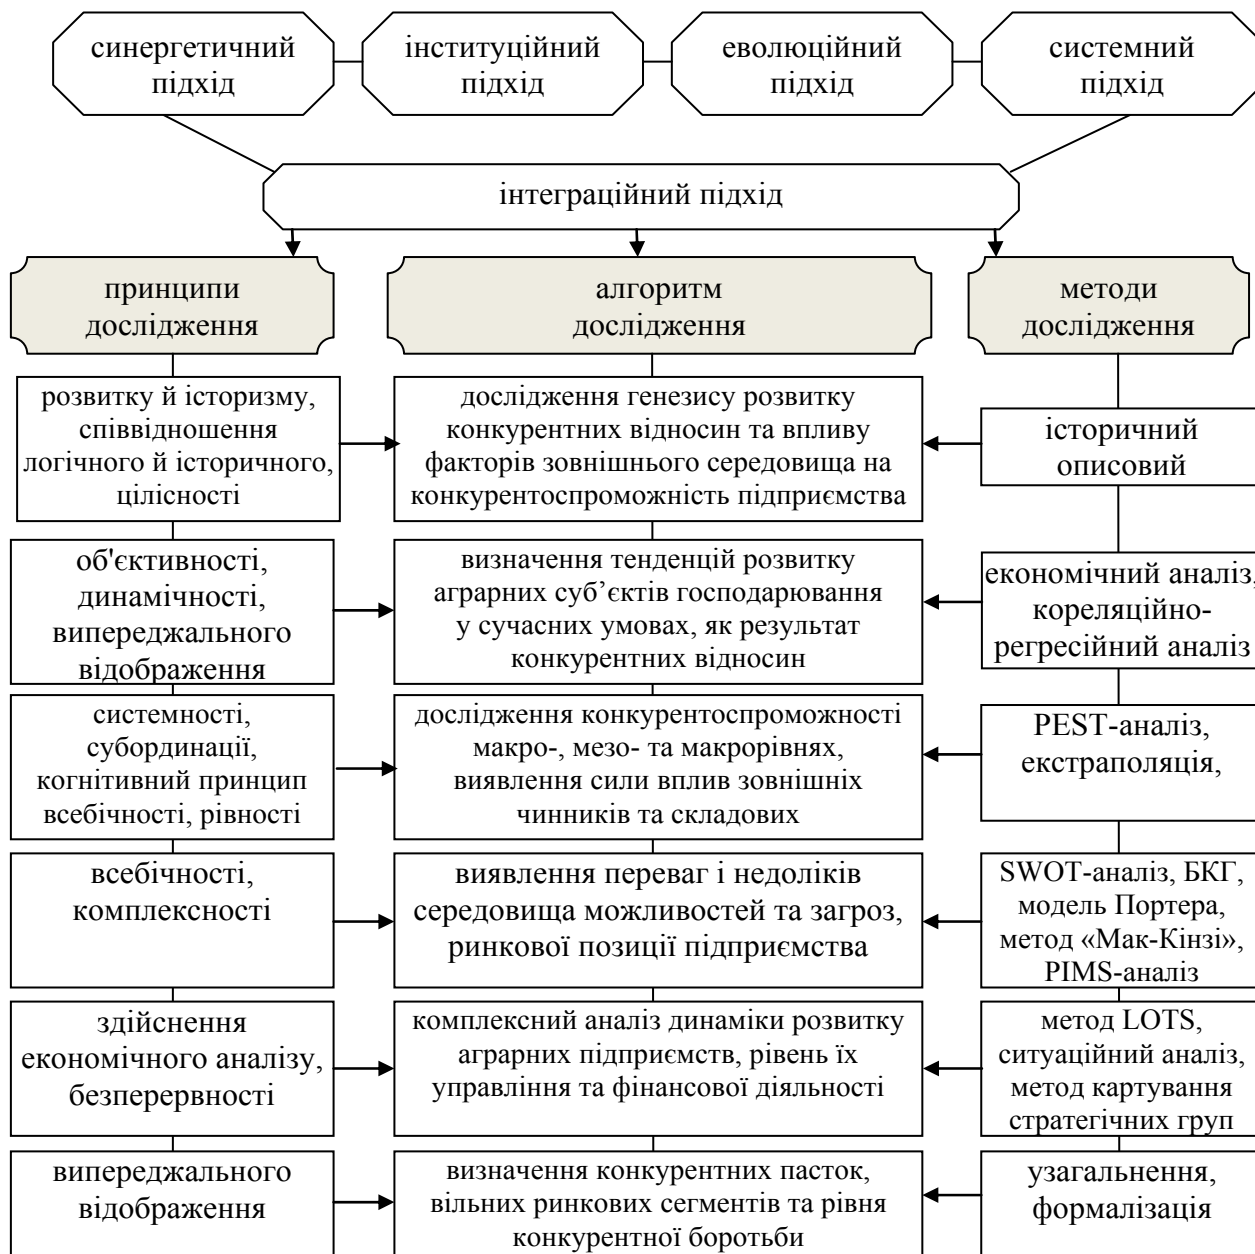 синергетичний
підхід
інституційний
підхід
еволюційний
підхід
системний
підхід
інтеграційний підхід
принципи
дослідження
алгоритм
дослідження
методи
дослідження
розвитку й історизму,
співвідношення
логічного й історичного,
цілісності
дослідження генезису розвитку
конкурентних відносин та впливу
факторів зовнішнього середовища на
конкурентоспроможність підприємства
історичний
описовий
об'єктивності,
динамічності,
випереджального
відображення
визначення тенденцій розвитку
аграрних суб’єктів господарювання
у сучасних умовах, як результат
конкурентних відносин
економічний аналіз,
кореляційно-
регресійний аналіз
системності,
субординації,
когнітивний принцип
всебічності, рівності
дослідження конкурентоспроможності
макро-, мезо- та макрорівнях,
виявлення сили вплив зовнішніх
чинників та складових
PEST-аналіз,
екстраполяція,
всебічності,
комплексності
виявлення переваг і недоліків
середовища можливостей та загроз,
ринкової позиції підприємства
SWOT-аналіз, БКГ,
модель Портера,
метод «Мак-Кінзі»,
PIMS-аналіз
здійснення
економічного аналізу,
безперервності
комплексний аналіз динаміки розвитку
аграрних підприємств, рівень їх
управління та фінансової діяльності
метод LOTS,
ситуаційний аналіз,
метод картування
стратегічних груп
випереджального
відображення
визначення конкурентних пасток,
вільних ринкових сегментів та рівня
конкурентної боротьби
узагальнення,
формалізація